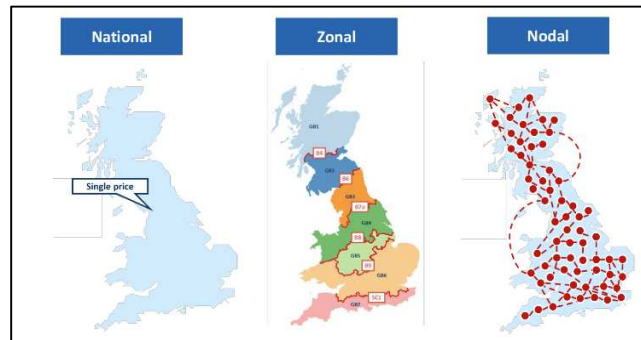 National
Zonal
Nodal
Single price
GB1
B4
GB2
B6
GB3
B7a
GB4
B8
GB5
B9
GB6
SC1
GB7